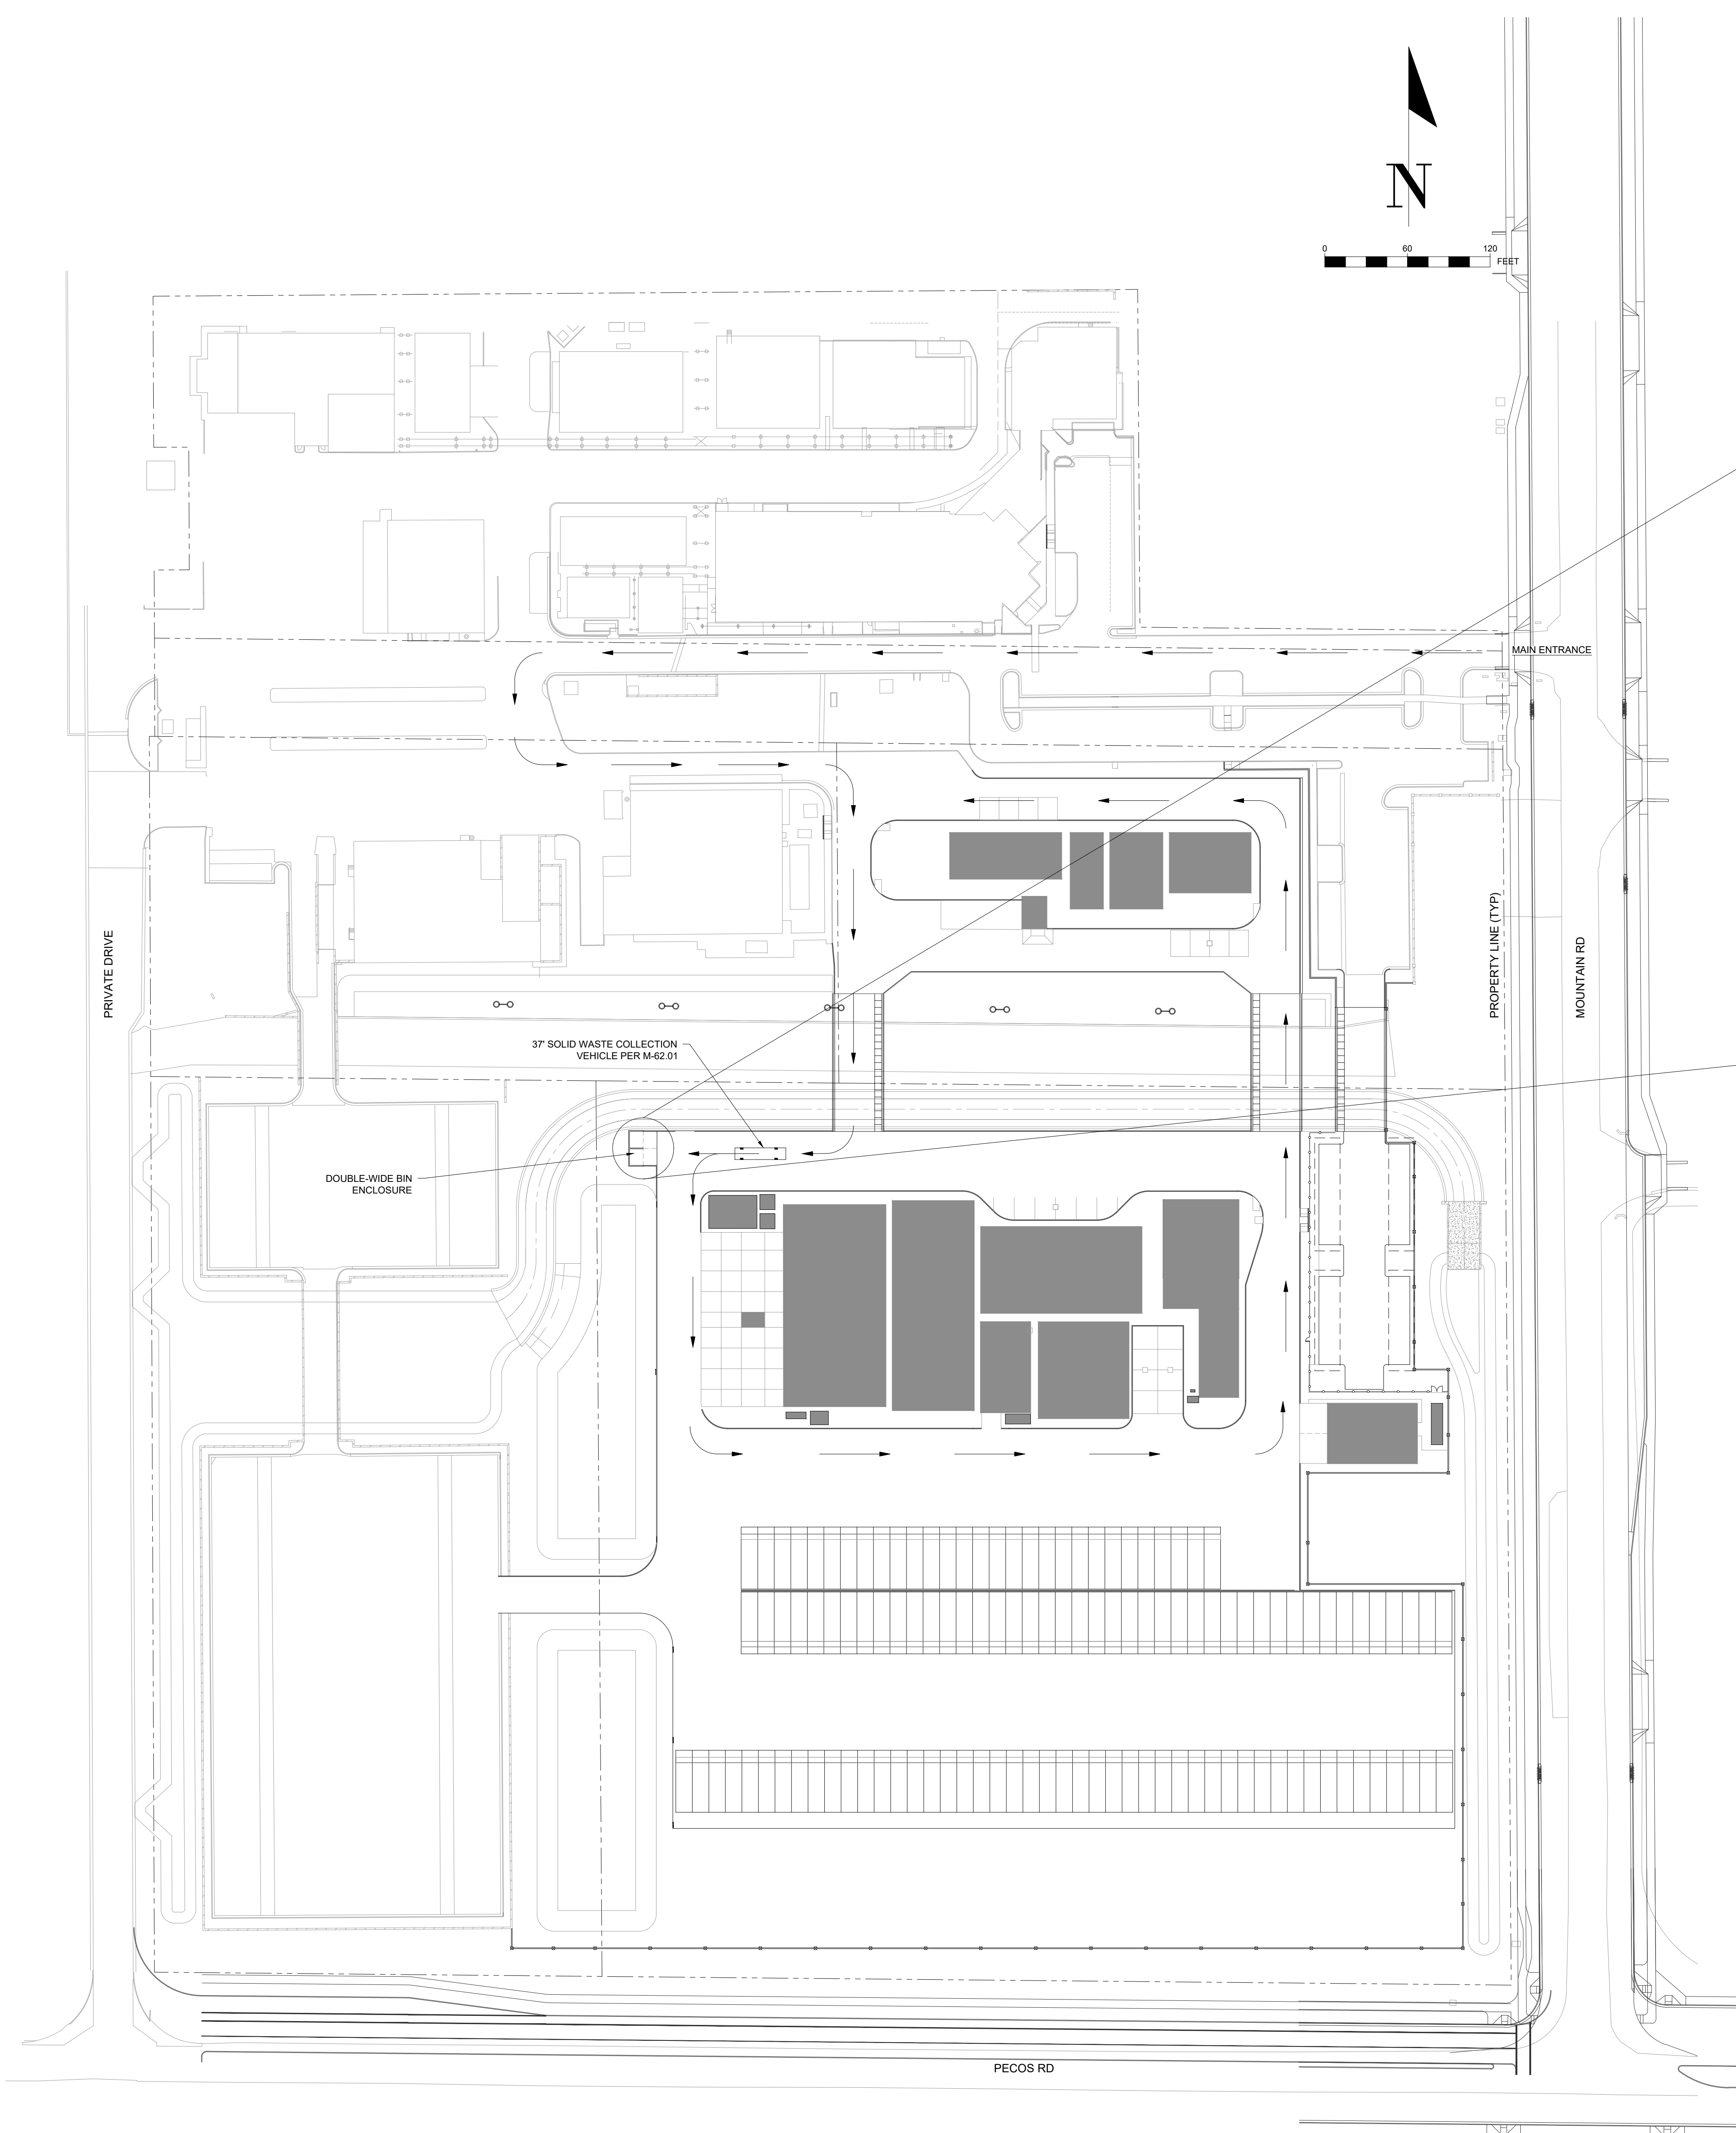 N
0 60 120
FEET
MAIN ENTRANCE
PRIVATE DRIVE
PROPERTY LINE (TYP)
MOUNTAIN RD
37' SOLID WASTE COLLECTION
VEHICLE PER M-62.01
DOUBLE-WIDE BIN
ENCLOSURE
PECOS RD